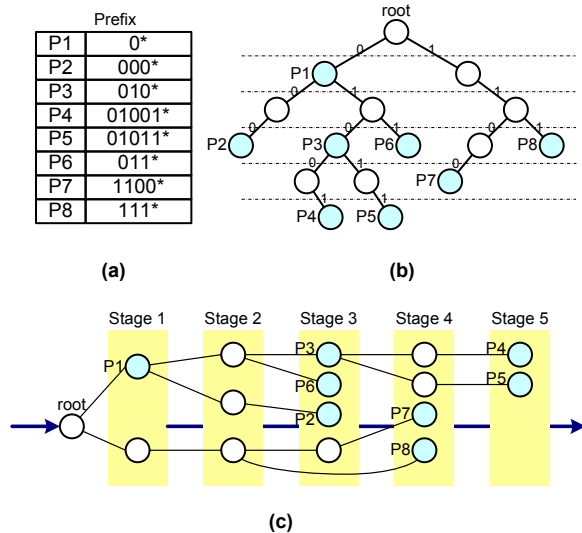 Prefix
P1 0*
P2 000*
P3 010*
P4 01001*
P5 01011*
P6 011*
P7 1100*
P8 111*
(a)
root
0 1
P1
0 1 1
0 0 1 0 1
P2 P3 P6 P8
0 1 0
P7
1 1
P4 P5
(b)
Stage 1 Stage 2 Stage 3 Stage 4 Stage 5
P3 P4
P1
P6 P5
root
P2 P7
P8
(c)